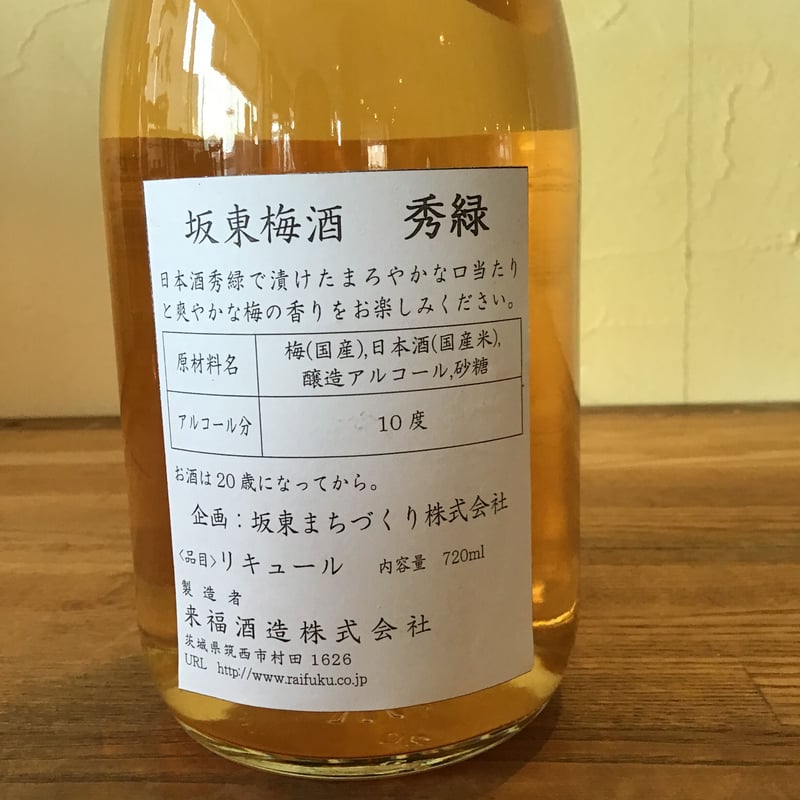 坂東梅酒　秀緑
日本酒秀緑で漬けたまろやかな口当たり
と爽やかな梅の香りをお楽しみください。
原材料名　梅(国産),日本酒(国産米),
醸造アルコール,砂糖
アルコール分　10度
お酒は20歳になってから。
企画：坂東まちづくり株式会社
〈品目〉リキュール　内容量　720ml
製造者
来福酒造株式会社
茨城県筑西市村田 1626
URL　http://www.raifuku.co.jp